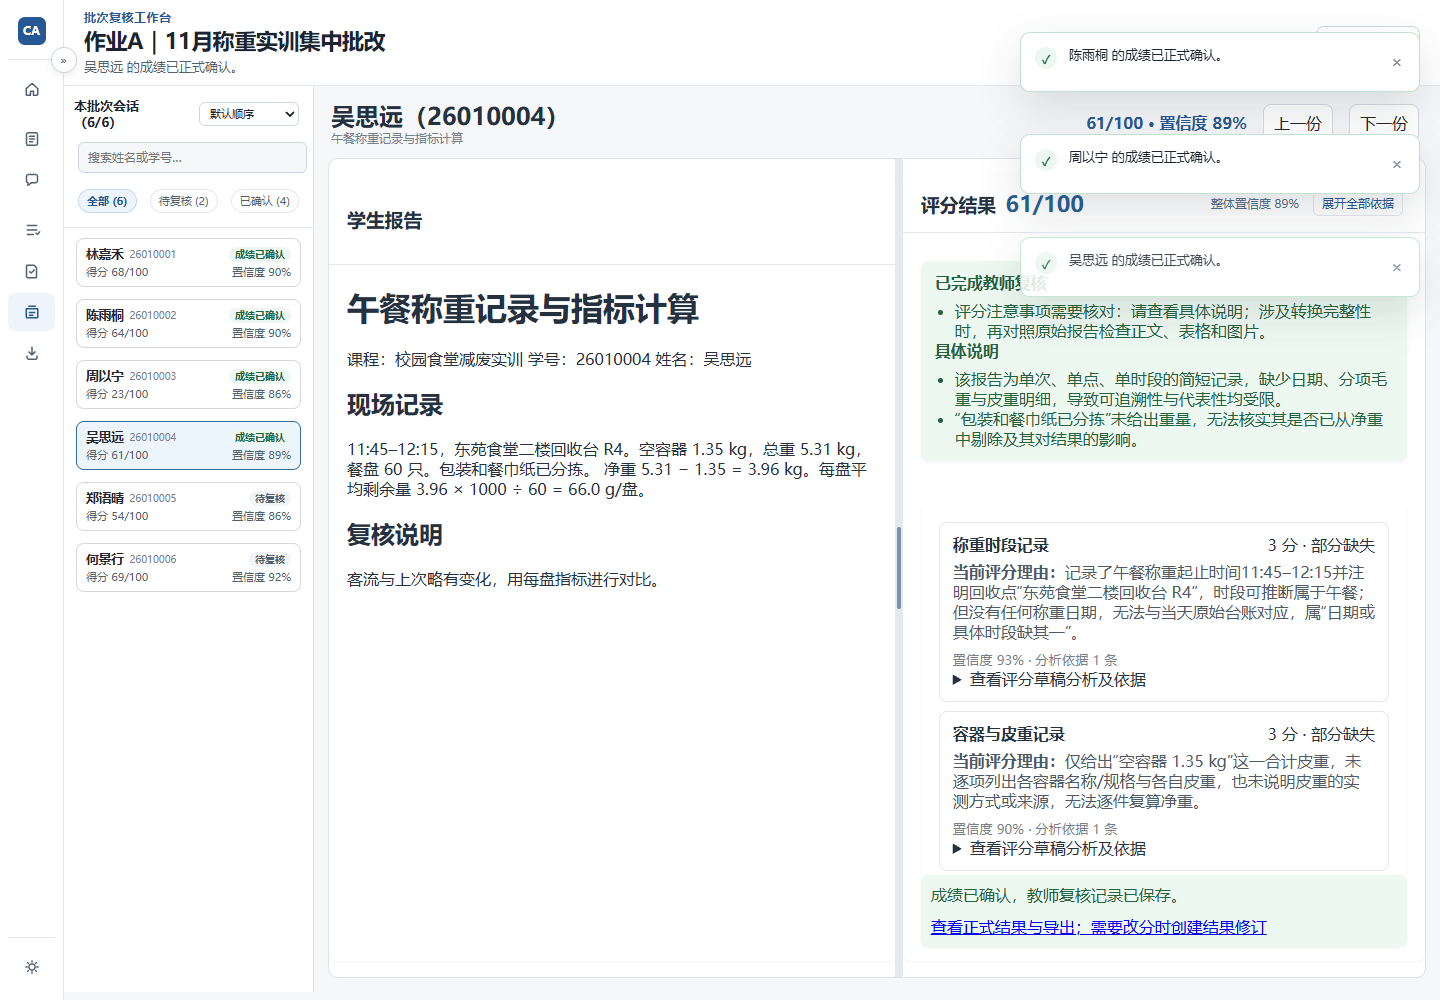 CA
批次复核工作台
作业A｜11月称重实训集中批改
吴思远 的成绩已正式确认。
»
本批次会话
（6/6）
默认顺序
搜索姓名或学号...
全部 (6)
待复核 (2)
已确认 (4)
林嘉禾 26010001 成绩已确认
得分 68/100 置信度 90%
陈雨桐 26010002 成绩已确认
得分 64/100 置信度 90%
周以宁 26010003 成绩已确认
得分 23/100 置信度 86%
吴思远 26010004 成绩已确认
得分 61/100 置信度 89%
郑语晴 26010005 待复核
得分 54/100 置信度 86%
何景行 26010006 待复核
得分 69/100 置信度 92%
吴思远（26010004）
午餐称重记录与指标计算
61/100 • 置信度 89%
上一份
下一份
学生报告
午餐称重记录与指标计算
课程：校园食堂减废实训 学号：26010004 姓名：吴思远
现场记录
11:45–12:15，东苑食堂二楼回收台 R4。空容器 1.35 kg，总重 5.31 kg，
餐盘 60 只。包装和餐巾纸已分拣。 净重 5.31 − 1.35 = 3.96 kg。每盘平
均剩余量 3.96 × 1000 ÷ 60 = 66.0 g/盘。
复核说明
客流与上次略有变化，用每盘指标进行对比。
陈雨桐 的成绩已正式确认。
×
周以宁 的成绩已正式确认。
×
吴思远 的成绩已正式确认。
×
评分结果 61/100
整体置信度 89%
展开全部依据
已完成教师复核
评分注意事项需要核对：请查看具体说明；涉及转换完整性
时，再对照原始报告检查正文、表格和图片。
具体说明
该报告为单次、单点、单时段的简短记录，缺少日期、分项毛
重与皮重明细，导致可追溯性与代表性均受限。
“包装和餐巾纸已分拣”未给出重量，无法核实其是否已从净重
中剔除及其对结果的影响。
称重时段记录 3 分 · 部分缺失
当前评分理由：记录了午餐称重起止时间11:45–12:15并注
明回收点“东苑食堂二楼回收台 R4”，时段可推断属于午餐；
但没有任何称重日期，无法与当天原始台账对应，属“日期或
具体时段缺其一”。
置信度 93% · 分析依据 1 条
查看评分草稿分析及依据
容器与皮重记录 3 分 · 部分缺失
当前评分理由：仅给出“空容器 1.35 kg”这一合计皮重，未
逐项列出各容器名称/规格与各自皮重，也未说明皮重的实
测方式或来源，无法逐件复算净重。
置信度 90% · 分析依据 1 条
查看评分草稿分析及依据
成绩已确认，教师复核记录已保存。
查看正式结果与导出；需要改分时创建结果修订